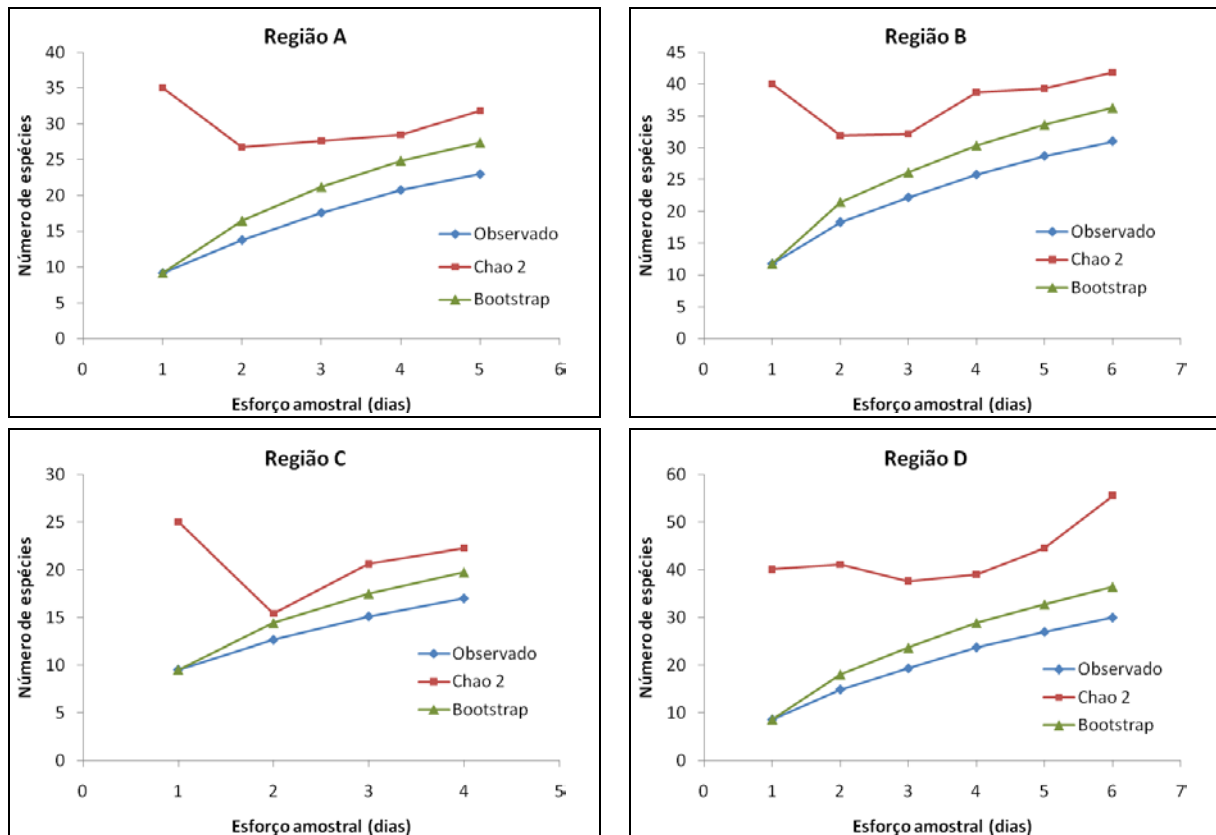 Região A
Número de espécies
40
35
30
25
20
15
10
5
0
Observado
Chao 2
Bootstrap
0 1 2 3 4 5 6
Esforço amostral (dias)
Região B
Número de espécies
45
40
35
30
25
20
15
10
5
0
Observado
Chao 2
Bootstrap
0 1 2 3 4 5 6 7
Esforço amostral (dias)
Região C
Número de espécies
30
25
20
15
10
5
0
Observado
Chao 2
Bootstrap
0 1 2 3 4 5
Esforço amostral (dias)
Região D
Número de espécies
60
50
40
30
20
10
0
Observado
Chao 2
Bootstrap
0 1 2 3 4 5 6 7
Esforço amostral (dias)